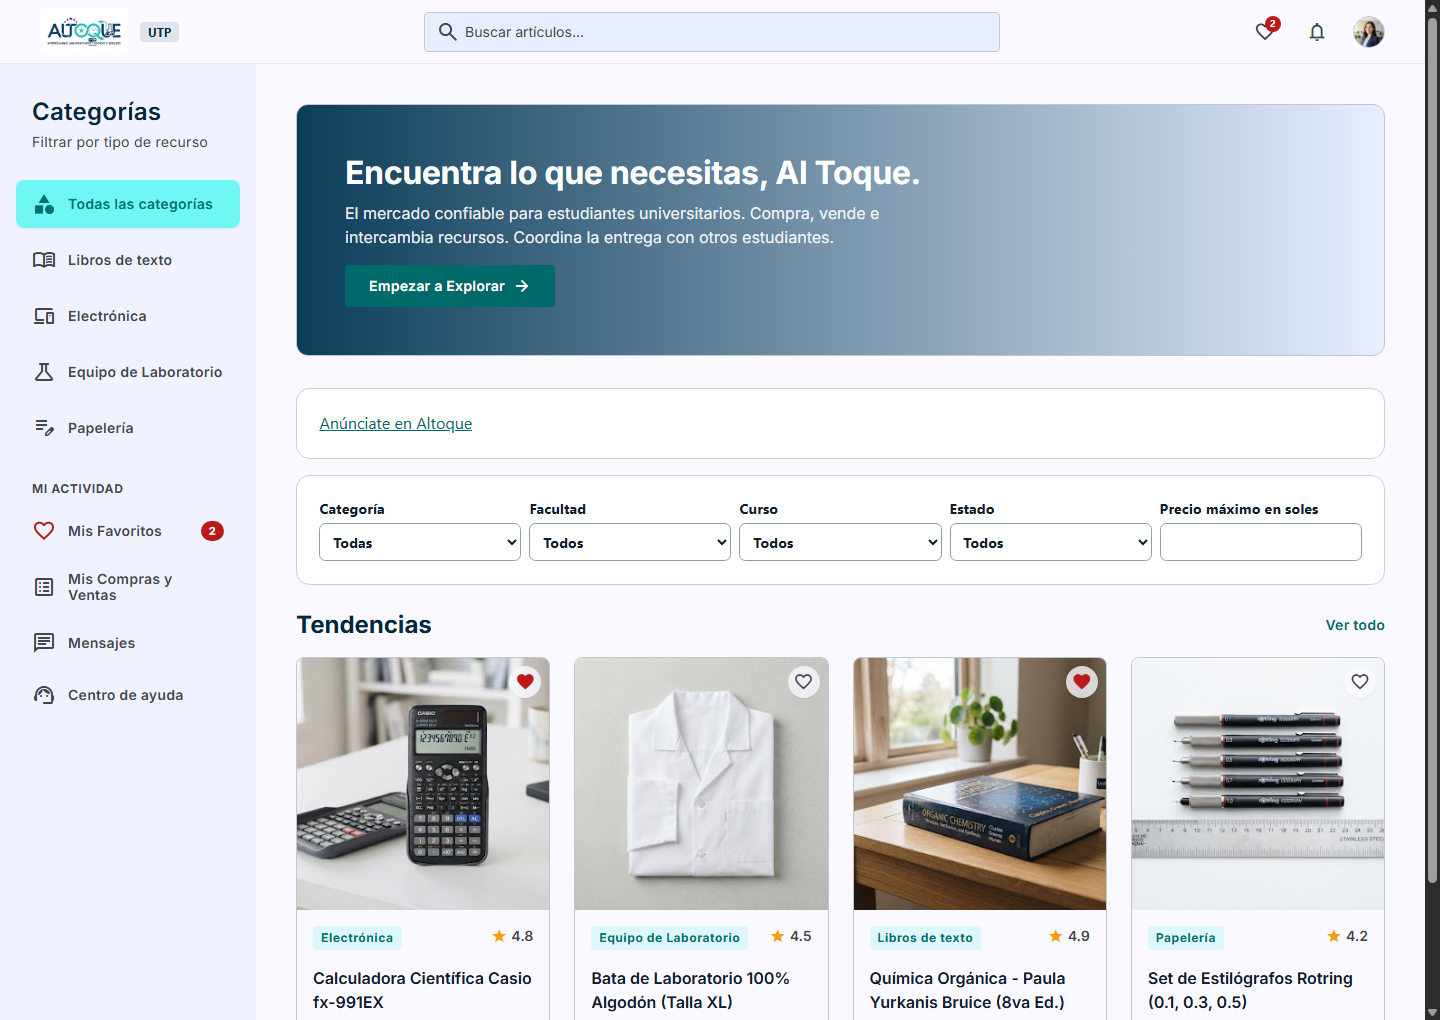 ALTOQUE
UTP
Buscar artículos...
2
Categorías
Filtrar por tipo de recurso
Todas las categorías
Libros de texto
Electrónica
Equipo de Laboratorio
Papelería
MI ACTIVIDAD
Mis Favoritos
2
Mis Compras y
Ventas
Mensajes
Centro de ayuda
Encuentra lo que necesitas, Al Toque.
El mercado confiable para estudiantes universitarios. Compra, vende e
intercambia recursos. Coordina la entrega con otros estudiantes.
Empezar a Explorar
Anúnciate en Altoque
Categoría
Facultad
Curso
Estado
Precio máximo en soles
Todas
Todos
Todos
Todos
Tendencias
Ver todo
CASIO
ORGANIC CHEMISTRY
Electrónica
4.8
Calculadora Científica Casio
fx-991EX
Equipo de Laboratorio
4.5
Bata de Laboratorio 100%
Algodón (Talla XL)
Libros de texto
4.9
Química Orgánica - Paula
Yurkanis Bruice (8va Ed.)
Papelería
4.2
Set de Estilógrafos Rotring
(0.1, 0.3, 0.5)